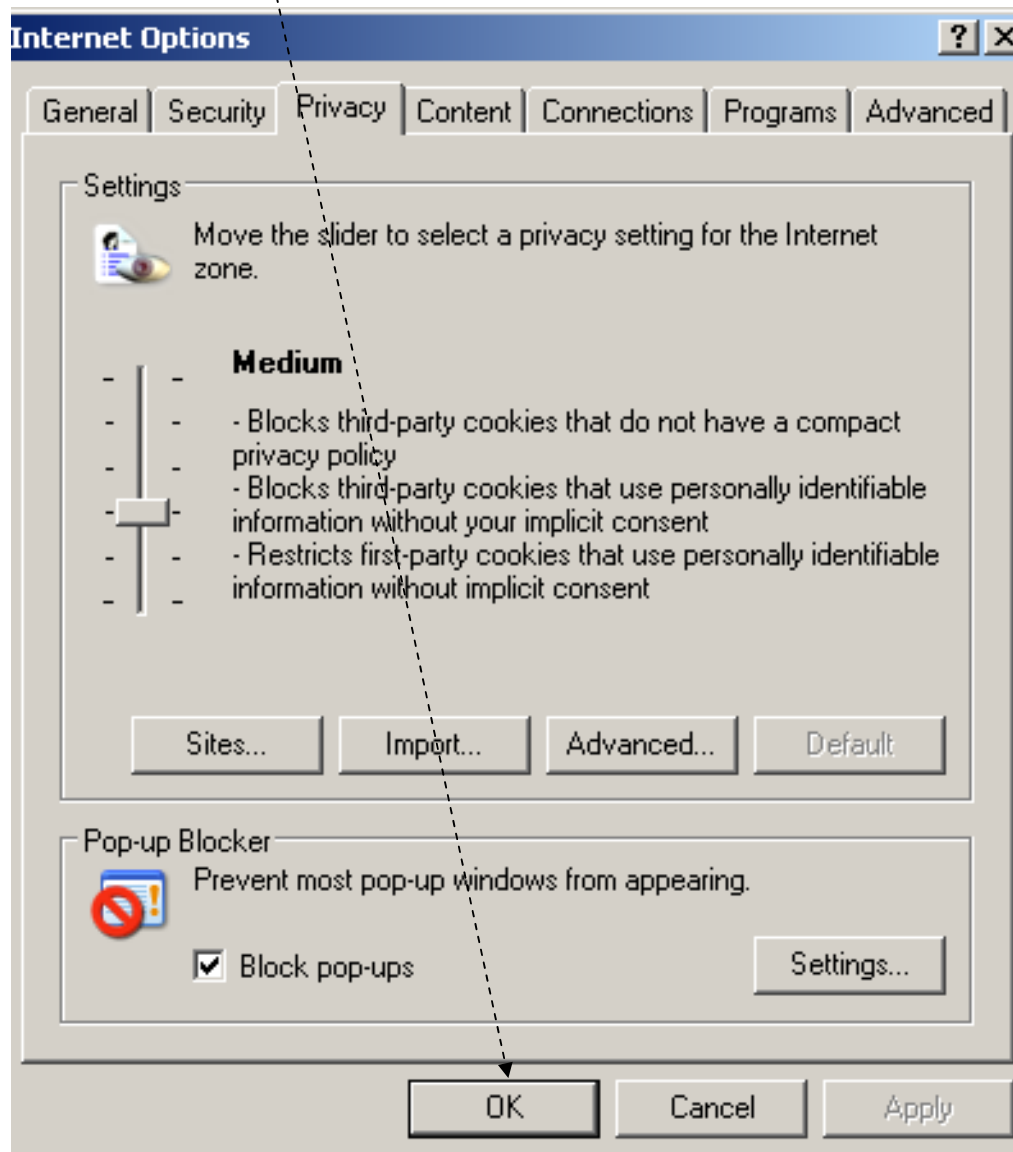 Internet Options
General Security Privacy Content Connections Programs Advanced
Settings
Move the slider to select a privacy setting for the Internet
zone.
Medium
- Blocks third-party cookies that do not have a compact
privacy policy
- Blocks third-party cookies that use personally identifiable
information without your implicit consent
- Restricts first-party cookies that use personally identifiable
information without implicit consent
Sites... Import... Advanced... Default
Pop-up Blocker
Prevent most pop-up windows from appearing.
Block pop-ups Settings...
OK Cancel Apply